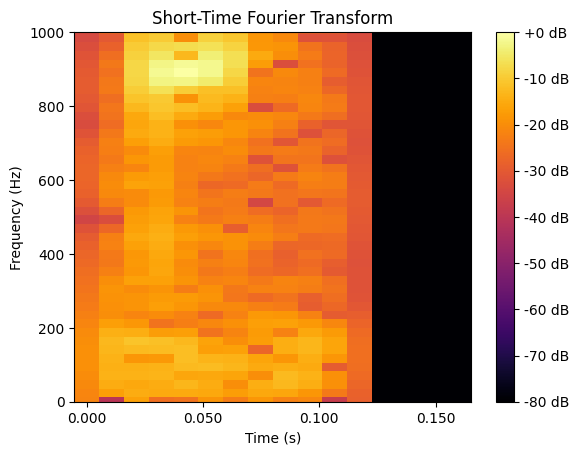 Short-Time Fourier Transform
1000
800
600
400
200
0
Frequency (Hz)
0.000
0.050
0.100
0.150
Time (s)
+0 dB
-10 dB
-20 dB
-30 dB
-40 dB
-50 dB
-60 dB
-70 dB
-80 dB